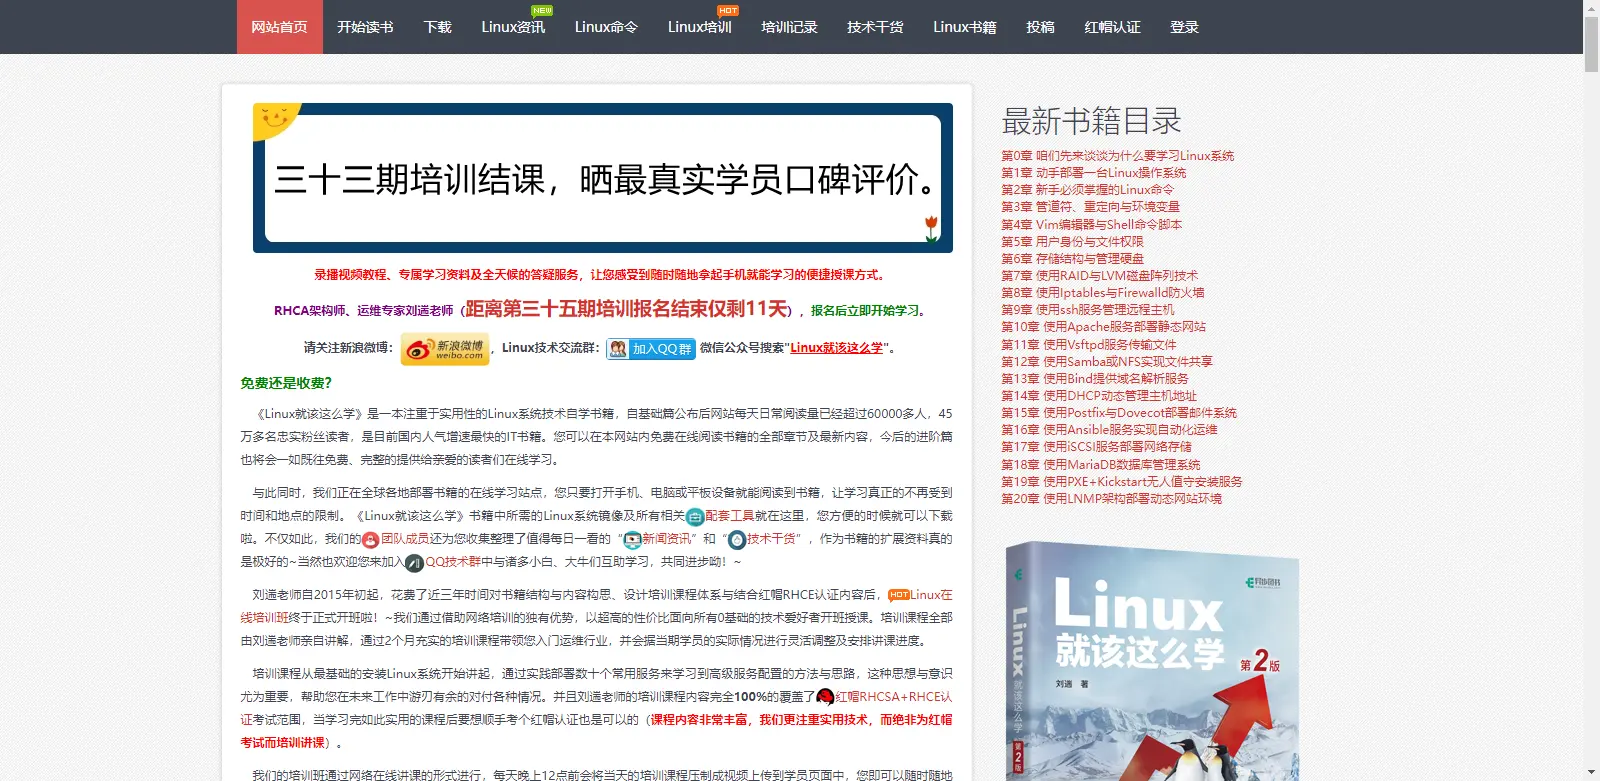 网站首页 开始读书 下载 Linux资讯 NEW Linux命令 Linux培训 HOT 培训记录 技术干货 Linux书籍 投稿 红帽认证 登录
三十三期培训结课，晒最真实学员口碑评价。
录播视频教程、专属学习资料及全天候的答疑服务，让您感受到随时随地拿起手机就能学习的便捷授课方式。
RHCA架构师、运维专家刘遄老师（距离第三十五期培训报名结束仅剩11天），报名后立即开始学习。
请关注新浪微博： 新浪微博 weibo.com ，Linux技术交流群： 加入QQ群 微信公众号搜索"Linux就该这么学"。
免费还是收费？
《Linux就该这么学》是一本注重于实用性的Linux系统技术自学书籍，自基础篇公布后网站每天日常阅读量已经超过60000多人，45
万多名忠实粉丝读者，是目前国内人气增速最快的IT书籍。您可以在本网站内免费在线阅读书籍的全部章节及最新内容，今后的进阶篇
也将会一如既往免费、完整的提供给亲爱的读者们在线学习。
与此同时，我们正在全球各地部署书籍的在线学习站点，您只要打开手机、电脑或平板设备就能阅读到书籍，让学习真正的不再受到
时间和地点的限制。《Linux就该这么学》书籍中所需的Linux系统镜像及所有相关配套工具就在这里，您方便的时候就可以下载
啦。不仅如此，我们的团队成员还为您收集整理了值得每日一看的“新闻资讯”和“技术干货”，作为书籍的扩展资料真的
是极好的~当然也欢迎您来加入QQ技术群中与诸多小白、大牛们互助学习，共同进步呦！~
刘遄老师自2015年初起，花费了近三年时间对书籍结构与内容构思、设计培训课程体系与结合红帽RHCE认证内容后，HOT Linux在
线培训班终于正式开班啦！~我们通过借助网络培训的独有优势，以超高的性价比面向所有0基础的技术爱好者开班授课。培训课程全部
由刘遄老师亲自讲解，通过2个月充实的培训课程带领您入门运维行业，并会据当期学员的实际情况进行灵活调整及安排讲课进度。
培训课程从最基础的安装Linux系统开始讲起，通过实践部署数十个常用服务来学习到高级服务配置的方法与思路，这种思想与意识
尤为重要，帮助您在未来工作中游刃有余的对付各种情况。并且刘遄老师的培训课程内容完全100%的覆盖了红帽RHCSA+RHCE认
证考试范围，当学习完如此实用的课程后要想顺手考个红帽认证也是可以的（课程内容非常丰富，我们更注重实用技术，而绝非为红帽
考试而培训讲课）。
我们的培训班通过网络在线讲课的形式进行，每天晚上12点前会将当天的培训课程压制成视频上传到学员页面中，您即可以随时随地
最新书籍目录
第0章 咱们先来谈谈为什么要学习Linux系统
第1章 动手部署一台Linux操作系统
第2章 新手必须掌握的Linux命令
第3章 管道符、重定向与环境变量
第4章 Vim编辑器与Shell命令脚本
第5章 用户身份与文件权限
第6章 存储结构与管理硬盘
第7章 使用RAID与LVM磁盘阵列技术
第8章 使用Iptables与Firewalld防火墙
第9章 使用ssh服务管理远程主机
第10章 使用Apache服务部署静态网站
第11章 使用Vsftpd服务传输文件
第12章 使用Samba或NFS实现文件共享
第13章 使用Bind提供域名解析服务
第14章 使用DHCP动态管理主机地址
第15章 使用Postfix与Dovecot部署邮件系统
第16章 使用Ansible服务实现自动化运维
第17章 使用iSCSI服务部署网络存储
第18章 使用MariaDB数据库管理系统
第19章 使用PXE+Kickstart无人值守安装服务
第20章 使用LNMP架构部署动态网站环境
异步图书
Linux
就该这么学
第2版
刘遄 著
Linux 就该这么学 第2版